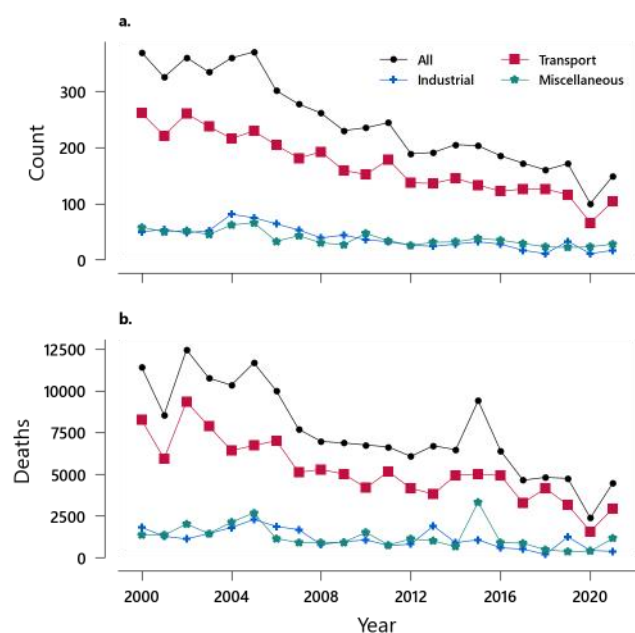 a.
All
Transport
Industrial
Miscellaneous
300
200
100
0
Count
b.
12500
10000
7500
5000
2500
0
Deaths
2000 2004 2008 2012 2016 2020
Year